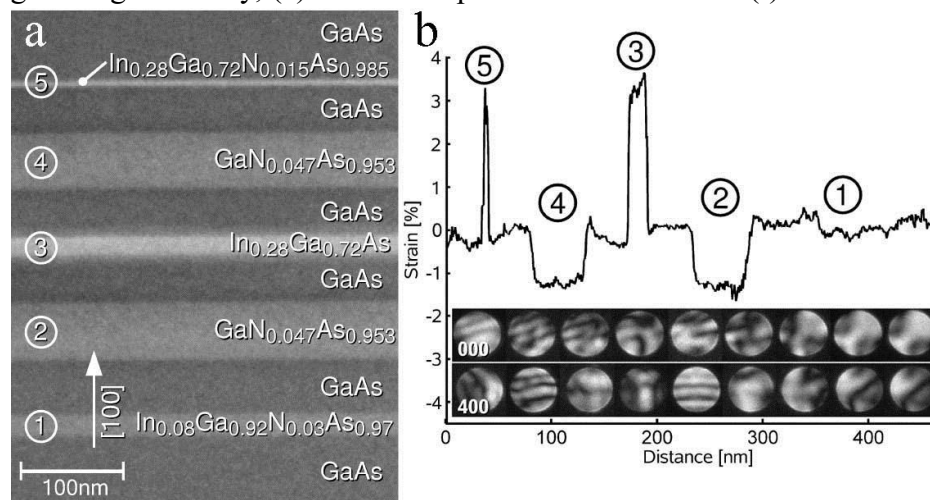 a
GaAs
In0.28Ga0.72N0.015As0.985
5
GaAs
4
GaN0.047As0.953
GaAs
3
In0.28Ga0.72As
GaAs
2
GaN0.047As0.953
GaAs
[100]
1
In0.08Ga0.92N0.03As0.97
GaAs
100nm
b
Strain [%]
4
3
2
1
0
-1
-2
-3
-4
5
4
3
2
1
000
400
0
100
200
300
400
Distance [nm]